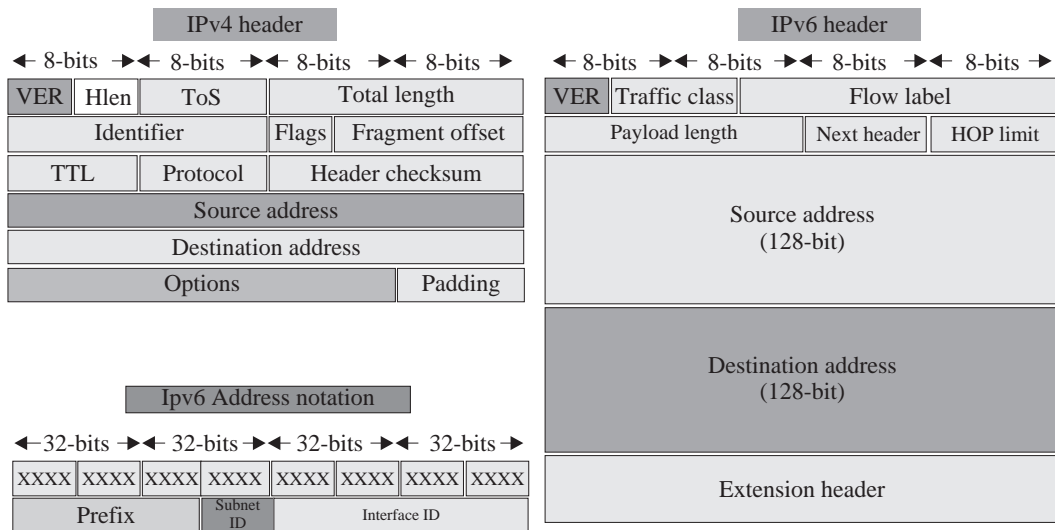 IPv4 header
8-bits 8-bits 8-bits 8-bits
VER Hlen ToS Total length
Identifier Flags Fragment offset
TTL Protocol Header checksum
Source address
Destination address
Options Padding
Ipv6 Address notation
32-bits 32-bits 32-bits 32-bits
XXXX XXXX XXXX XXXX XXXX XXXX XXXX XXXX
Prefix Subnet ID Interface ID
IPv6 header
8-bits 8-bits 8-bits 8-bits
VER Traffic class Flow label
Payload length Next header HOP limit
Source address
(128-bit)
Destination address
(128-bit)
Extension header